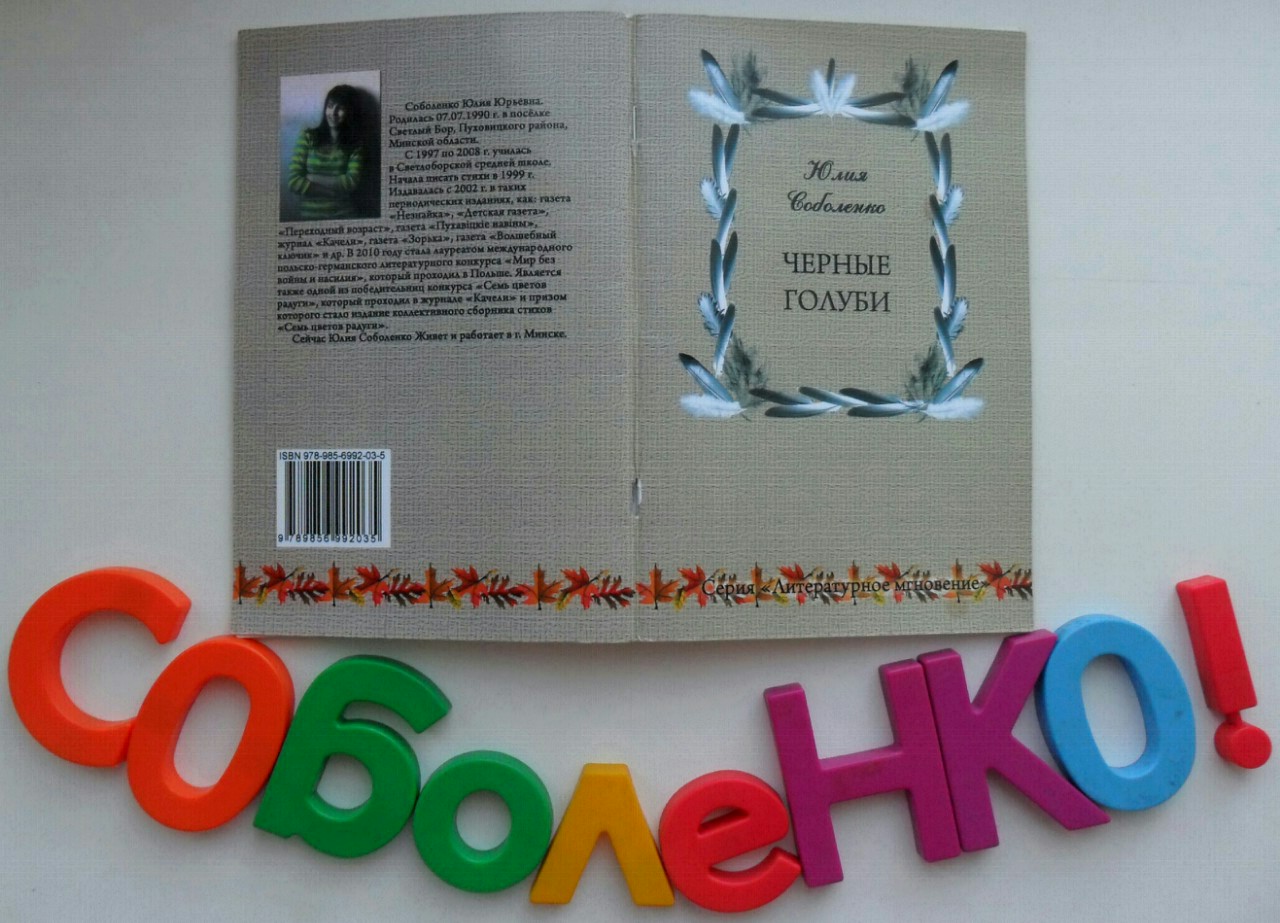 Соболенко Юлия Юрьевна.
Родилась 07.07.1990 г. в посёлке
Светлый Бор, Пуховицкого района,
Минской области.
С 1997 по 2008 г. училась
в Светлоборской средней школе.
Начала писать стихи в 1999 г.
Издавалась с 2002 г. в таких
периодических изданиях, как: газета
«Незнайка», «Детская газета»,
«Переходный возраст», газета «Пухавіцкіе навіны»,
журнал «Качели», газета «Зорька», газета «Волшебный
ключик» и др. В 2010 году стала лауреатом международного
польско-германского литературного конкурса «Мир без
войны и насилия», который проходил в Польше. Является
также одной из победительниц конкурса «Семь цветов
радуги», который проходил в журнале «Качели» и призом
которого стало издание коллективного сборника стихов
«Семь цветов радуги».
Сейчас Юлия Соболенко Живет и работает в г. Минске.
ISBN 978-985-6992-03-5
9 789856 992035
Юлия
Соболенко
ЧЕРНЫЕ
ГОЛУБИ
Серия «Литературное мгновение»
СОБоЛеНКО!